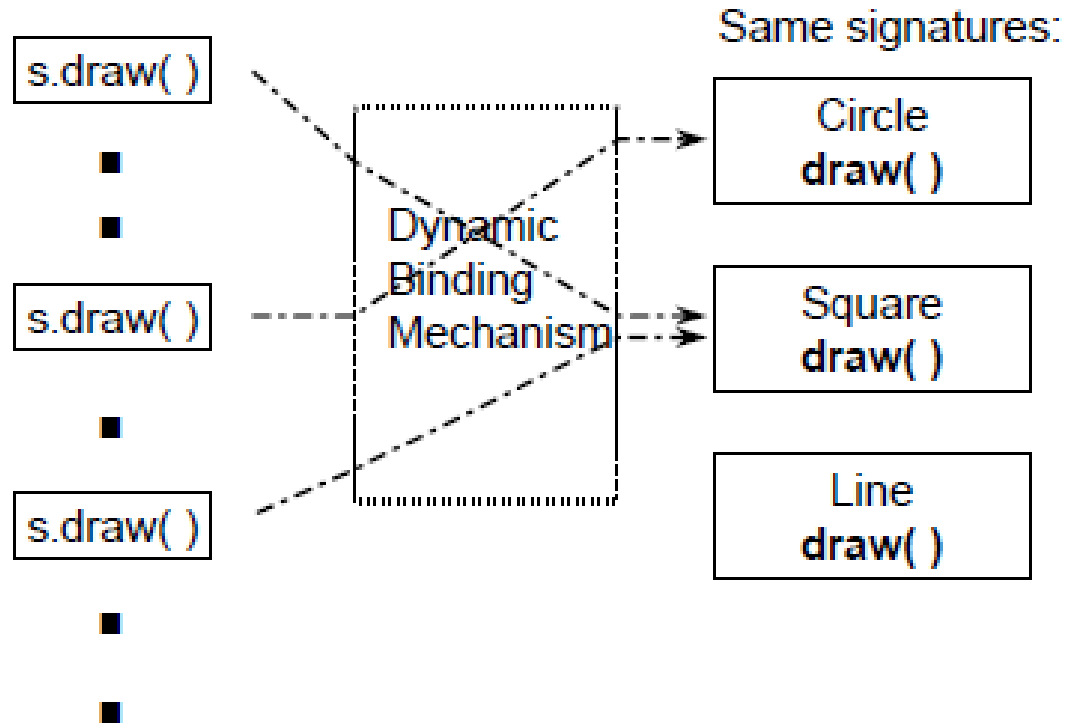 Same signatures:
s.draw( )
Circle
draw( )
Dynamic
Binding
Mechanism
s.draw( )
Square
draw( )
s.draw( )
Line
draw( )